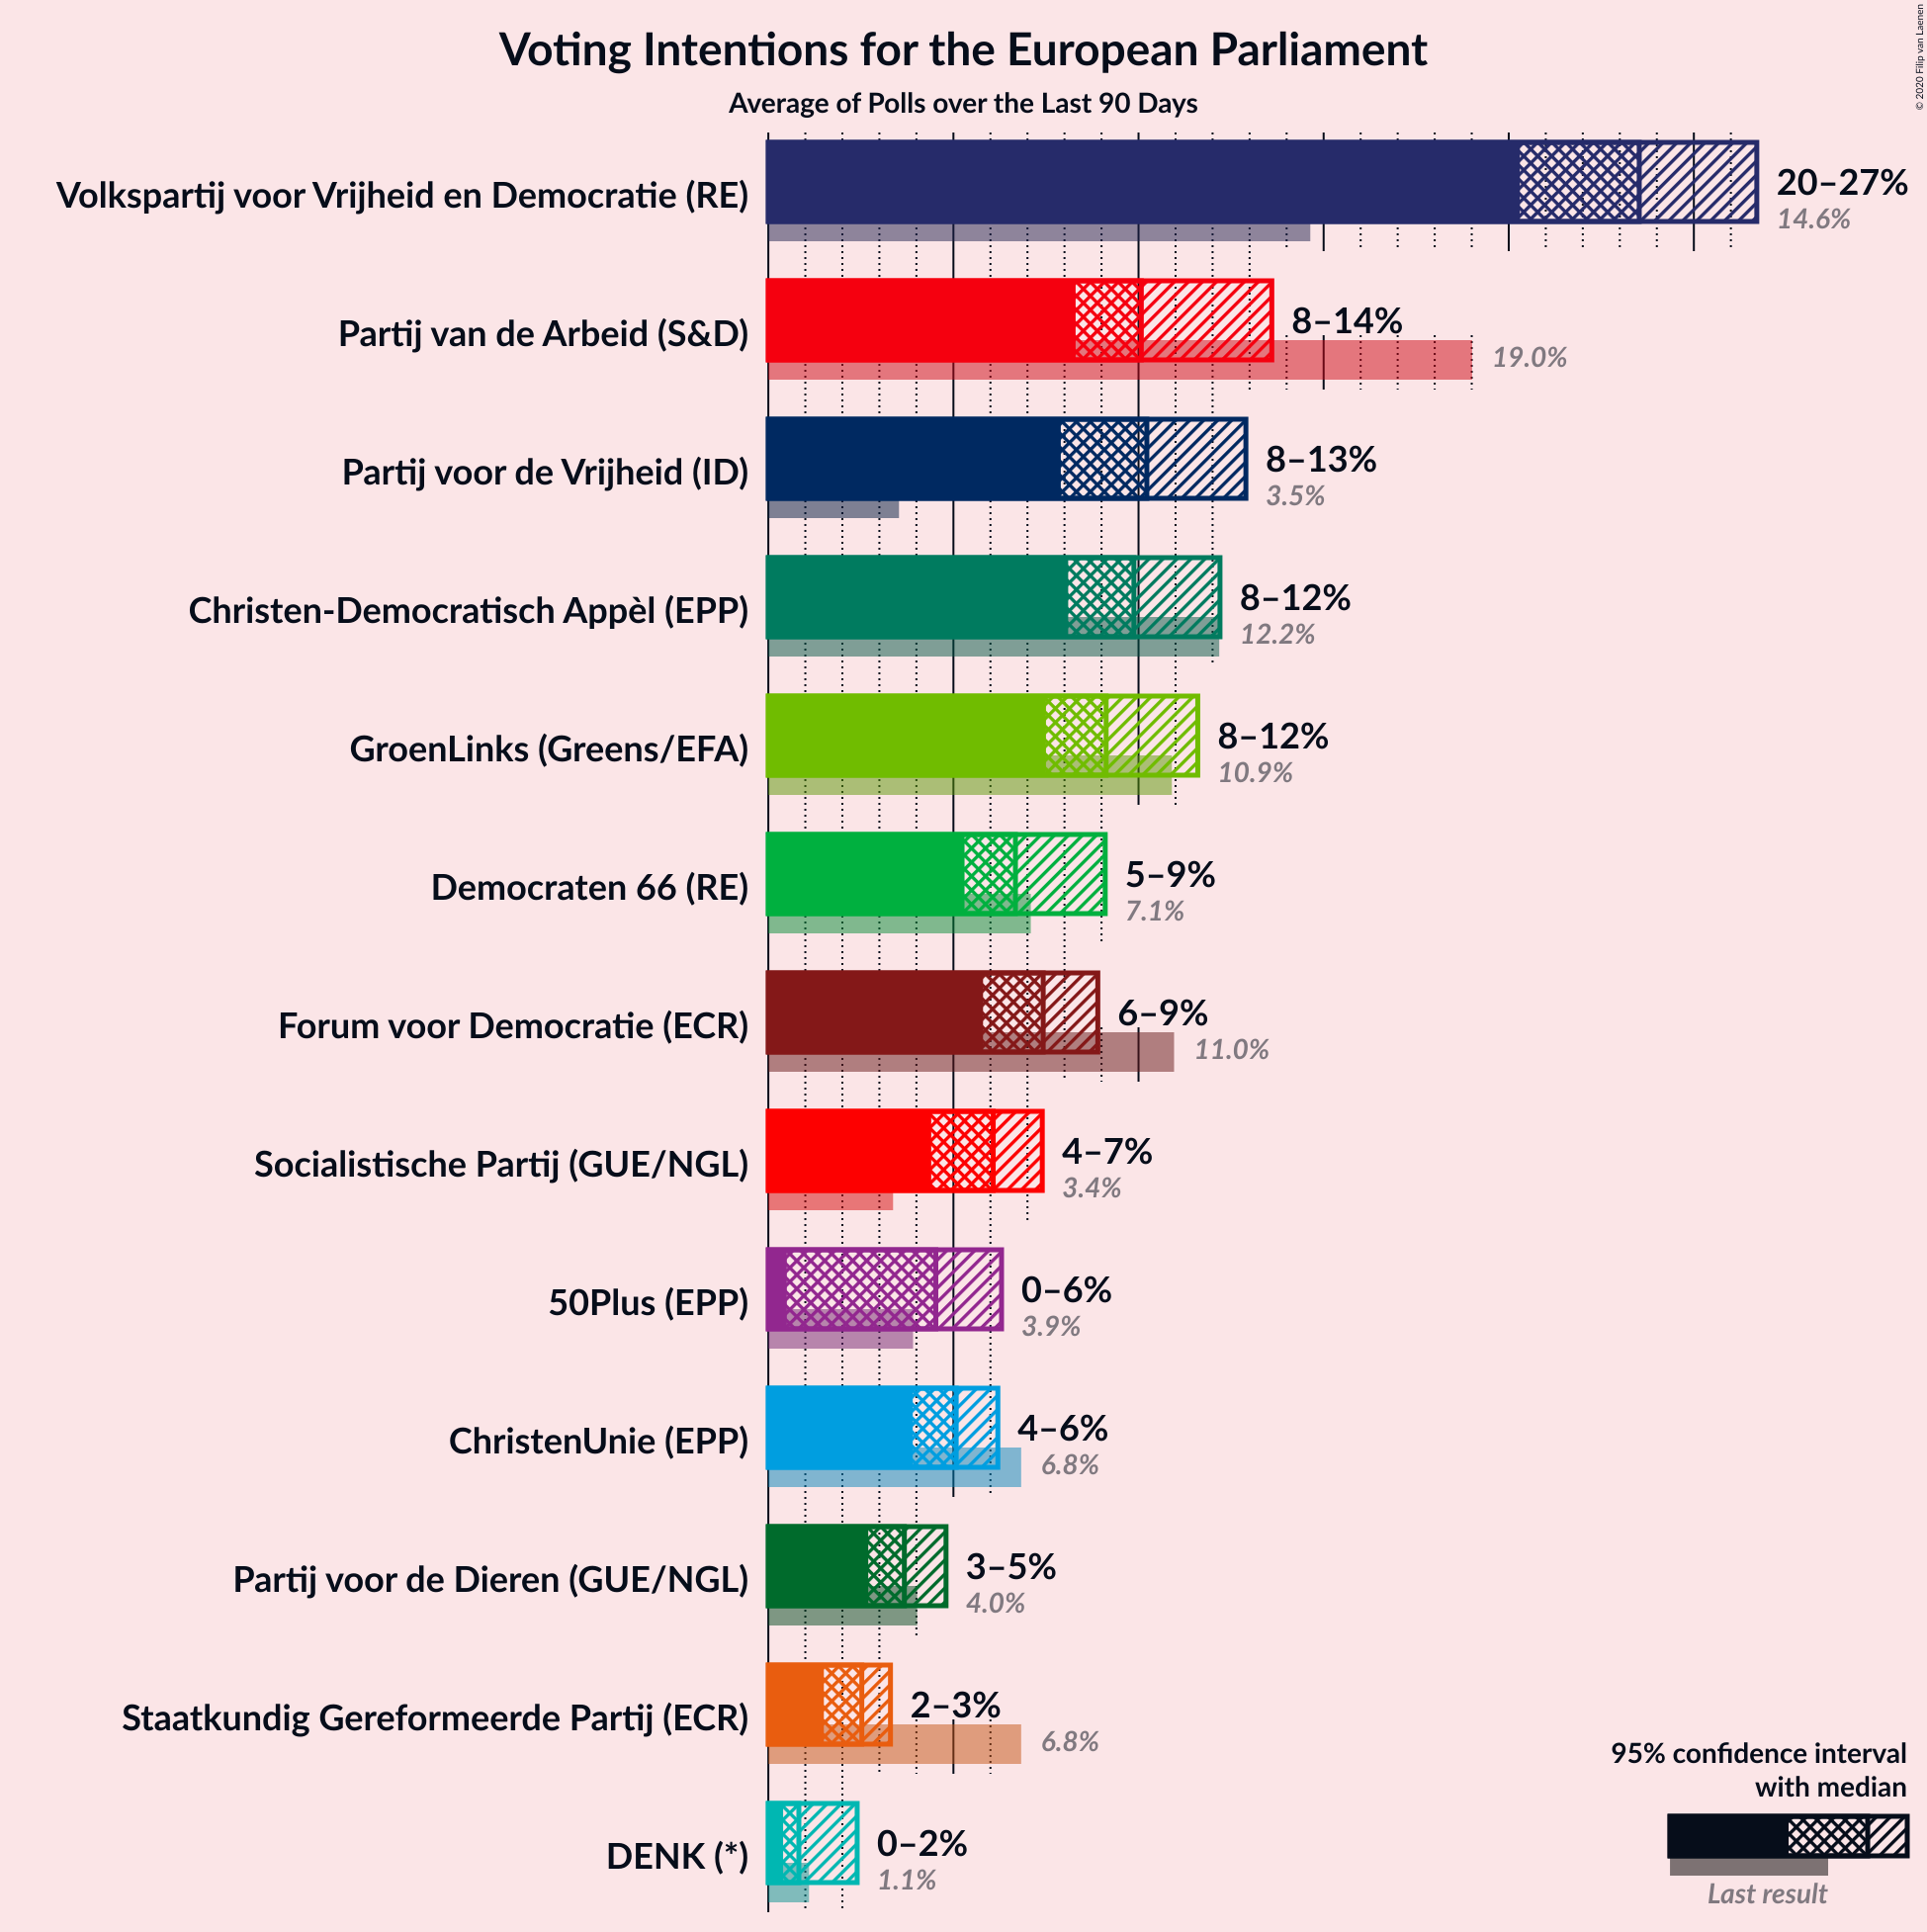 © 2020 Filip van Laenen
Voting Intentions for the European Parliament
Average of Polls over the Last 90 Days
Volkspartij voor Vrijheid en Democratie (RE)
20–27%
14.6%
Partij van de Arbeid (S&D)
8–14%
19.0%
Partij voor de Vrijheid (ID)
8–13%
3.5%
Christen-Democratisch Appèl (EPP)
8–12%
12.2%
GroenLinks (Greens/EFA)
8–12%
10.9%
Democraten 66 (RE)
5–9%
7.1%
Forum voor Democratie (ECR)
6–9%
11.0%
Socialistische Partij (GUE/NGL)
4–7%
3.4%
50Plus (EPP)
0–6%
3.9%
ChristenUnie (EPP)
4–6%
6.8%
Partij voor de Dieren (GUE/NGL)
3–5%
4.0%
Staatkundig Gereformeerde Partij (ECR)
2–3%
6.8%
DENK (*)
0–2%
1.1%
95% confidence interval
with median
Last result